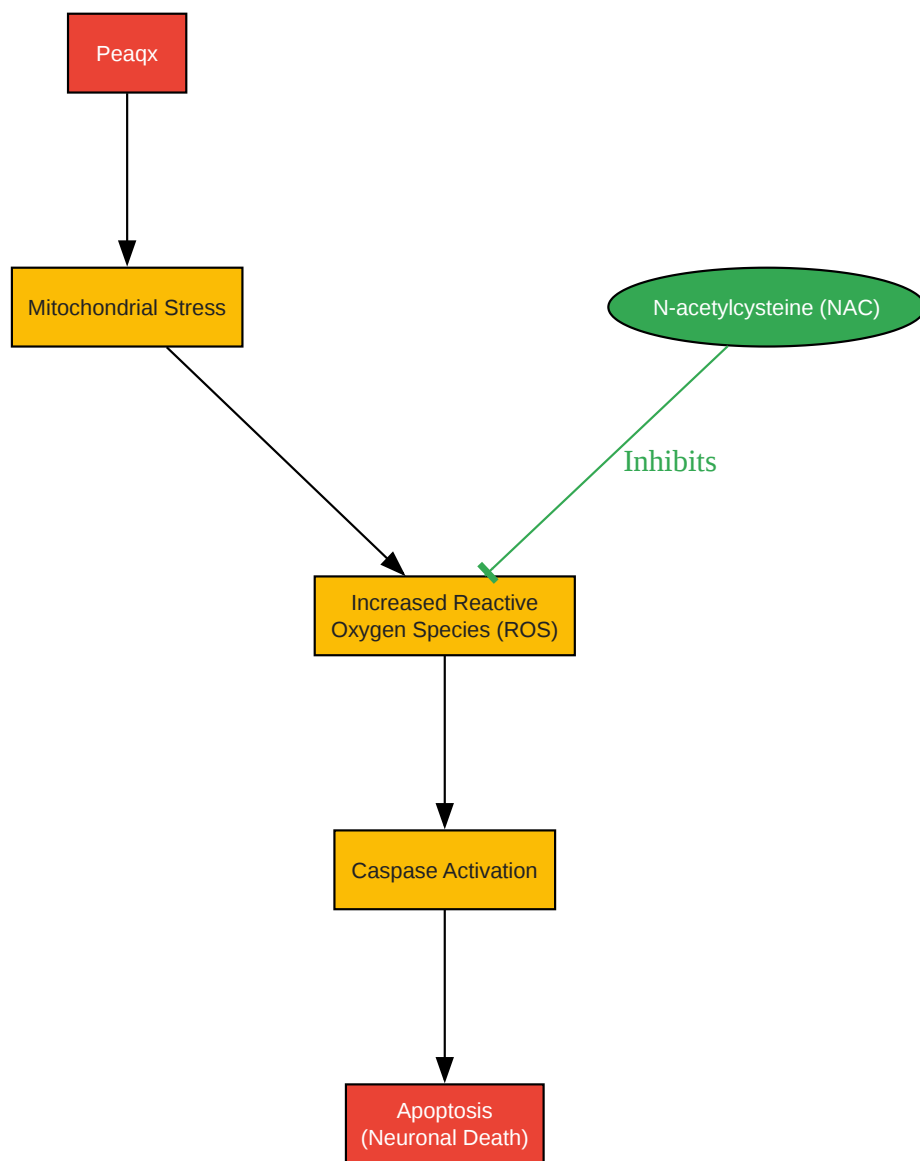 Peaqx
Mitochondrial Stress
N-acetylcysteine (NAC)
Inhibits
Increased Reactive
Oxygen Species (ROS)
Caspase Activation
Apoptosis
(Neuronal Death)